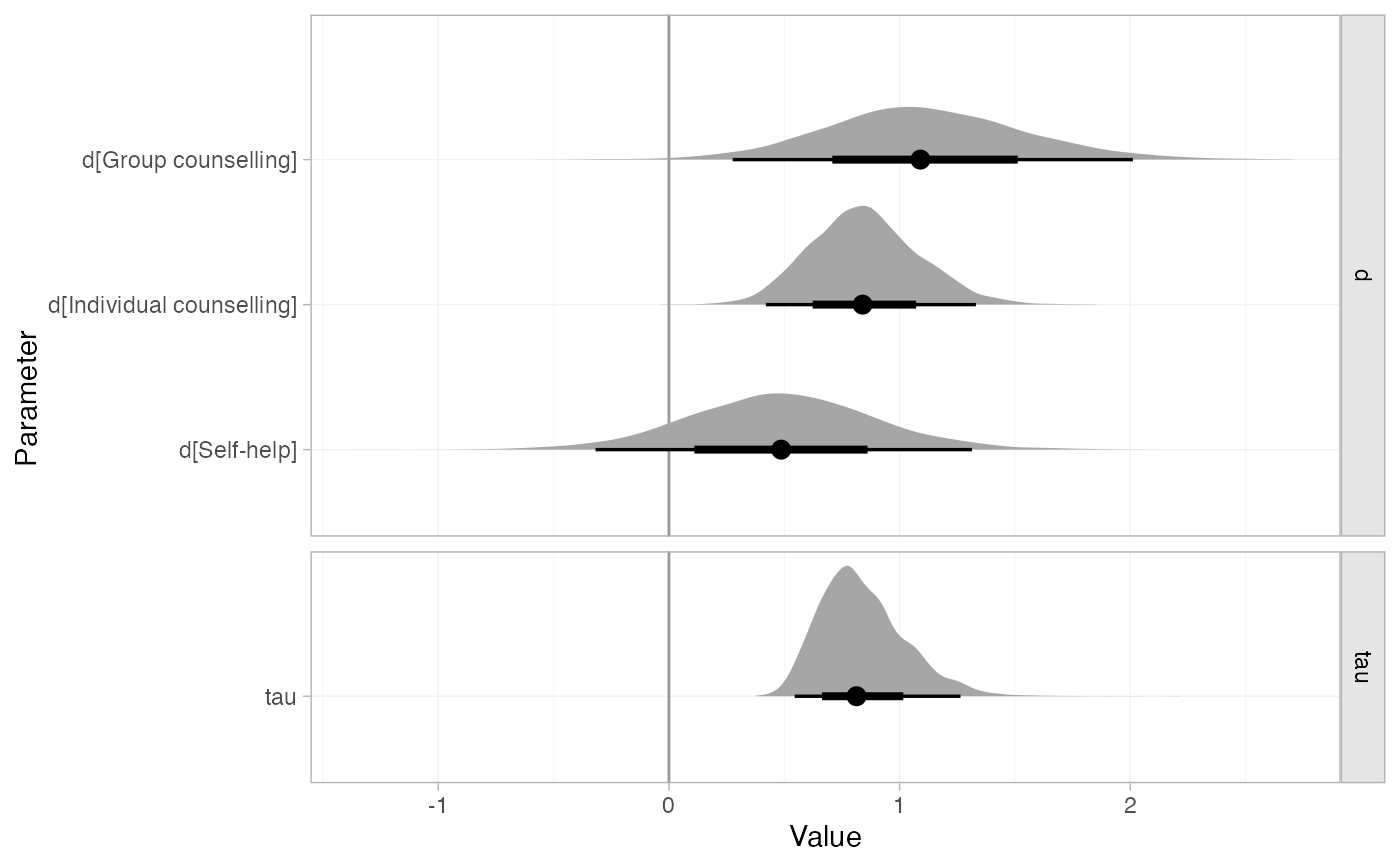 d[Group counselling]
d[Individual counselling]
d[Self-help]
d
tau
tau
-1 0 1 2
Value
Parameter